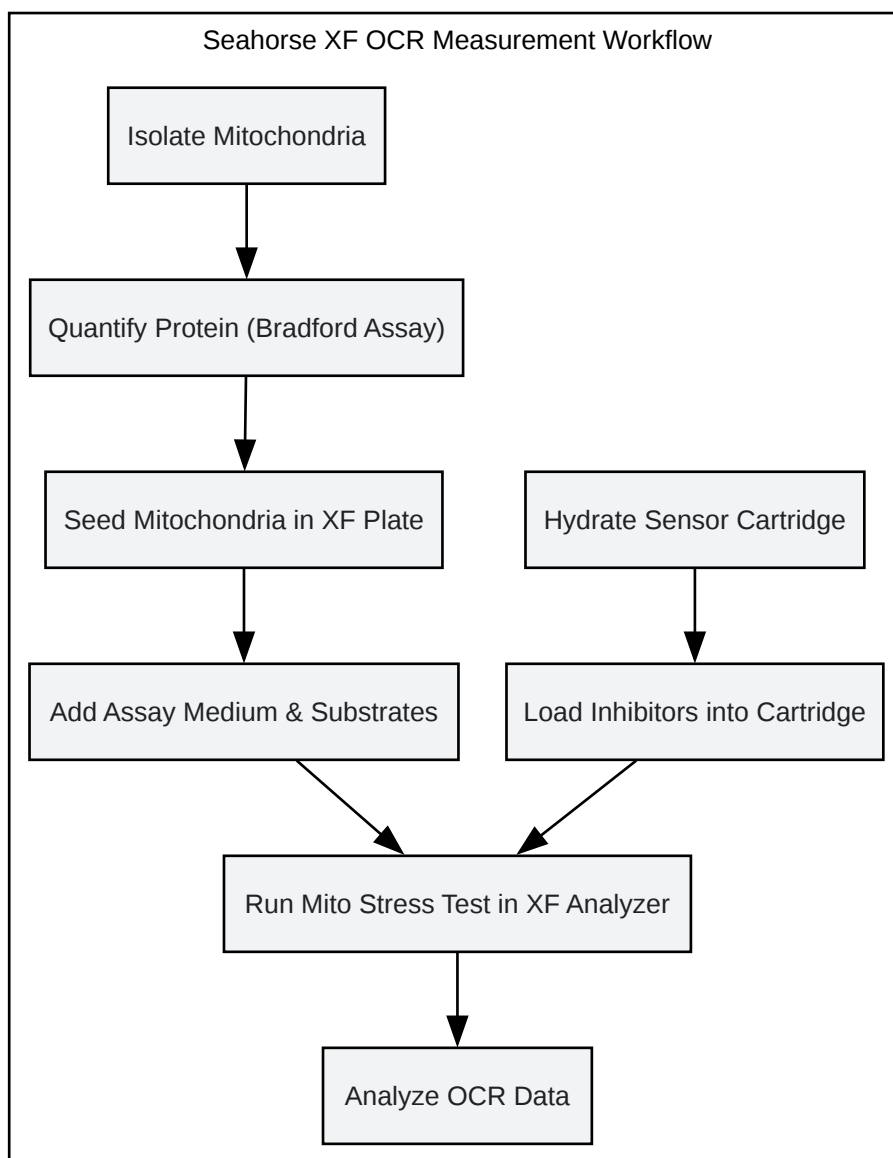 Seahorse XF OCR Measurement Workflow
Isolate Mitochondria
Quantify Protein (Bradford Assay)
Seed Mitochondria in XF Plate
Hydrate Sensor Cartridge
Add Assay Medium & Substrates
Load Inhibitors into Cartridge
Run Mito Stress Test in XF Analyzer
Analyze OCR Data